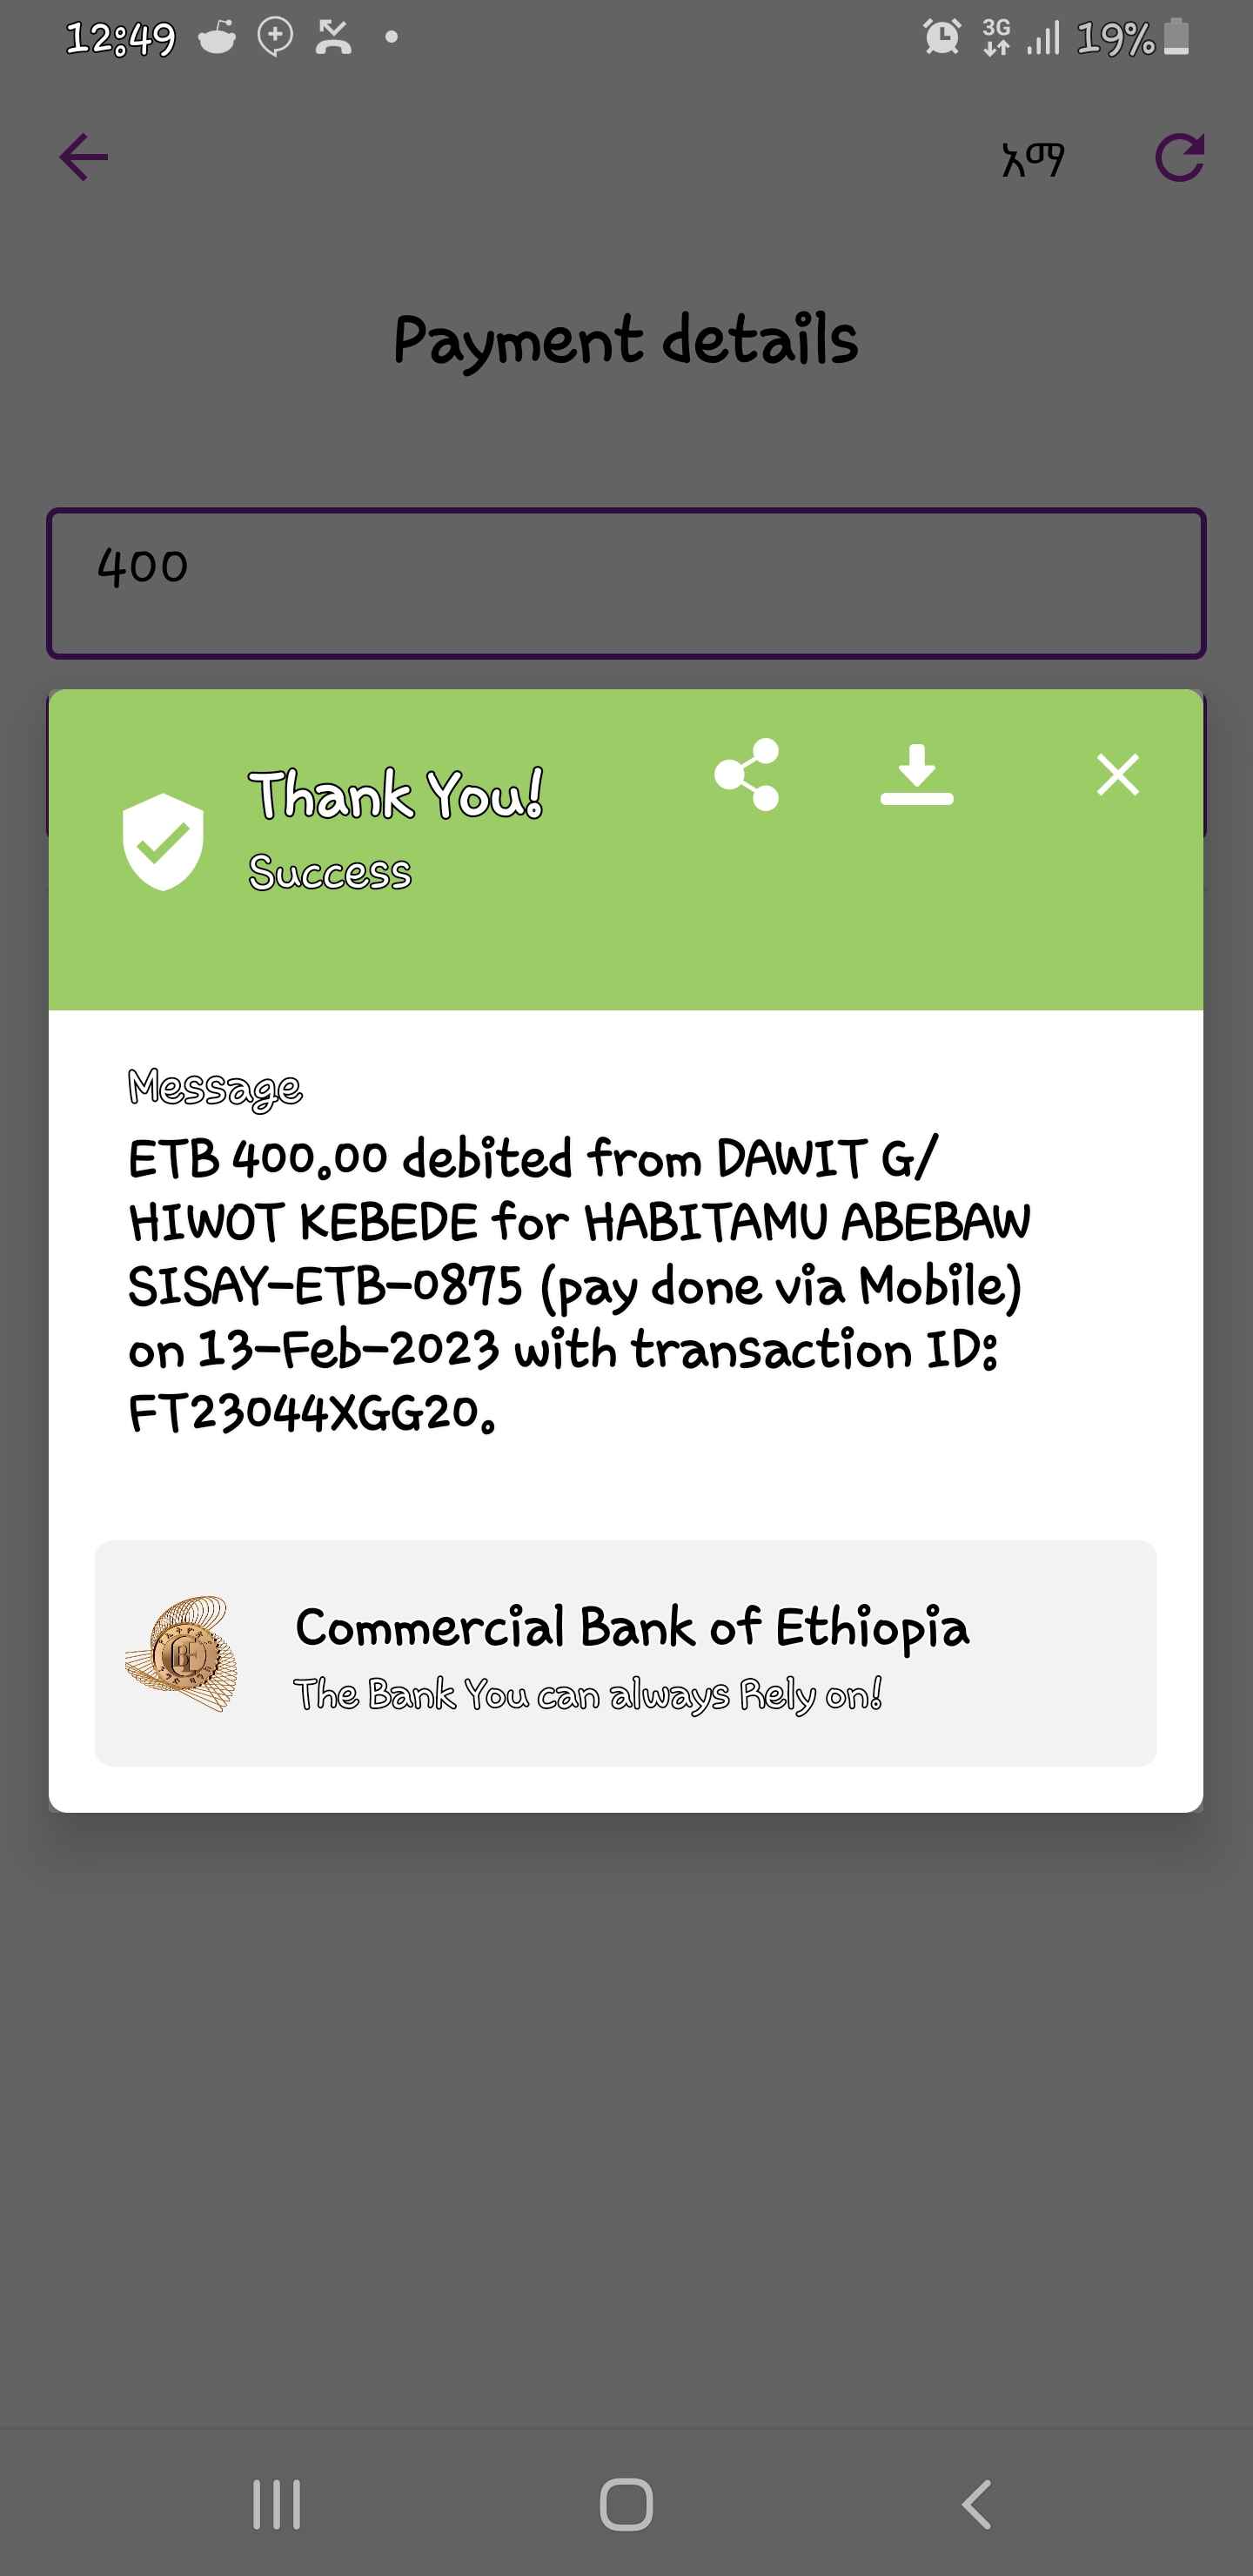 12:49
3G
19%
አማ
Payment details
400
Thank You!
Success
Message
ETB 400.00 debited from DAWIT G/
HIWOT KEBEDE for HABITAMU ABEBAW
SISAY-ETB-0875 (pay done via Mobile)
on 13-Feb-2023 with transaction ID:
FT23044XGG20.
Commercial Bank of Ethiopia
The Bank You can always Rely on!